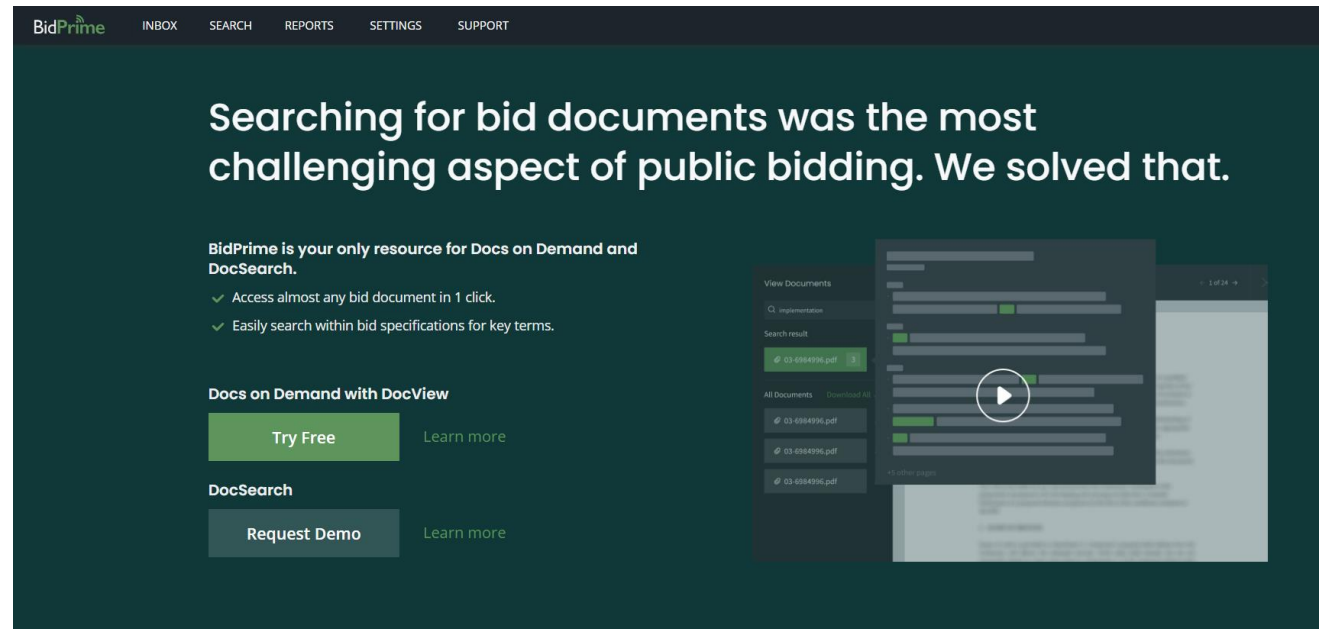 BidPrime INBOX SEARCH REPORTS SETTINGS SUPPORT
Searching for bid documents was the most
challenging aspect of public bidding. We solved that.
BidPrime is your only resource for Docs on Demand and
DocSearch.
Access almost any bid document in 1 click.
Easily search within bid specifications for key terms.
Docs on Demand with DocView
Try Free Learn more
DocSearch
Request Demo Learn more
View Documents
1 of 24
implementation
Search result
03-6984996.pdf 3
All Documents Download All
03-6984996.pdf
03-6984996.pdf
03-6984996.pdf
+5 other pages